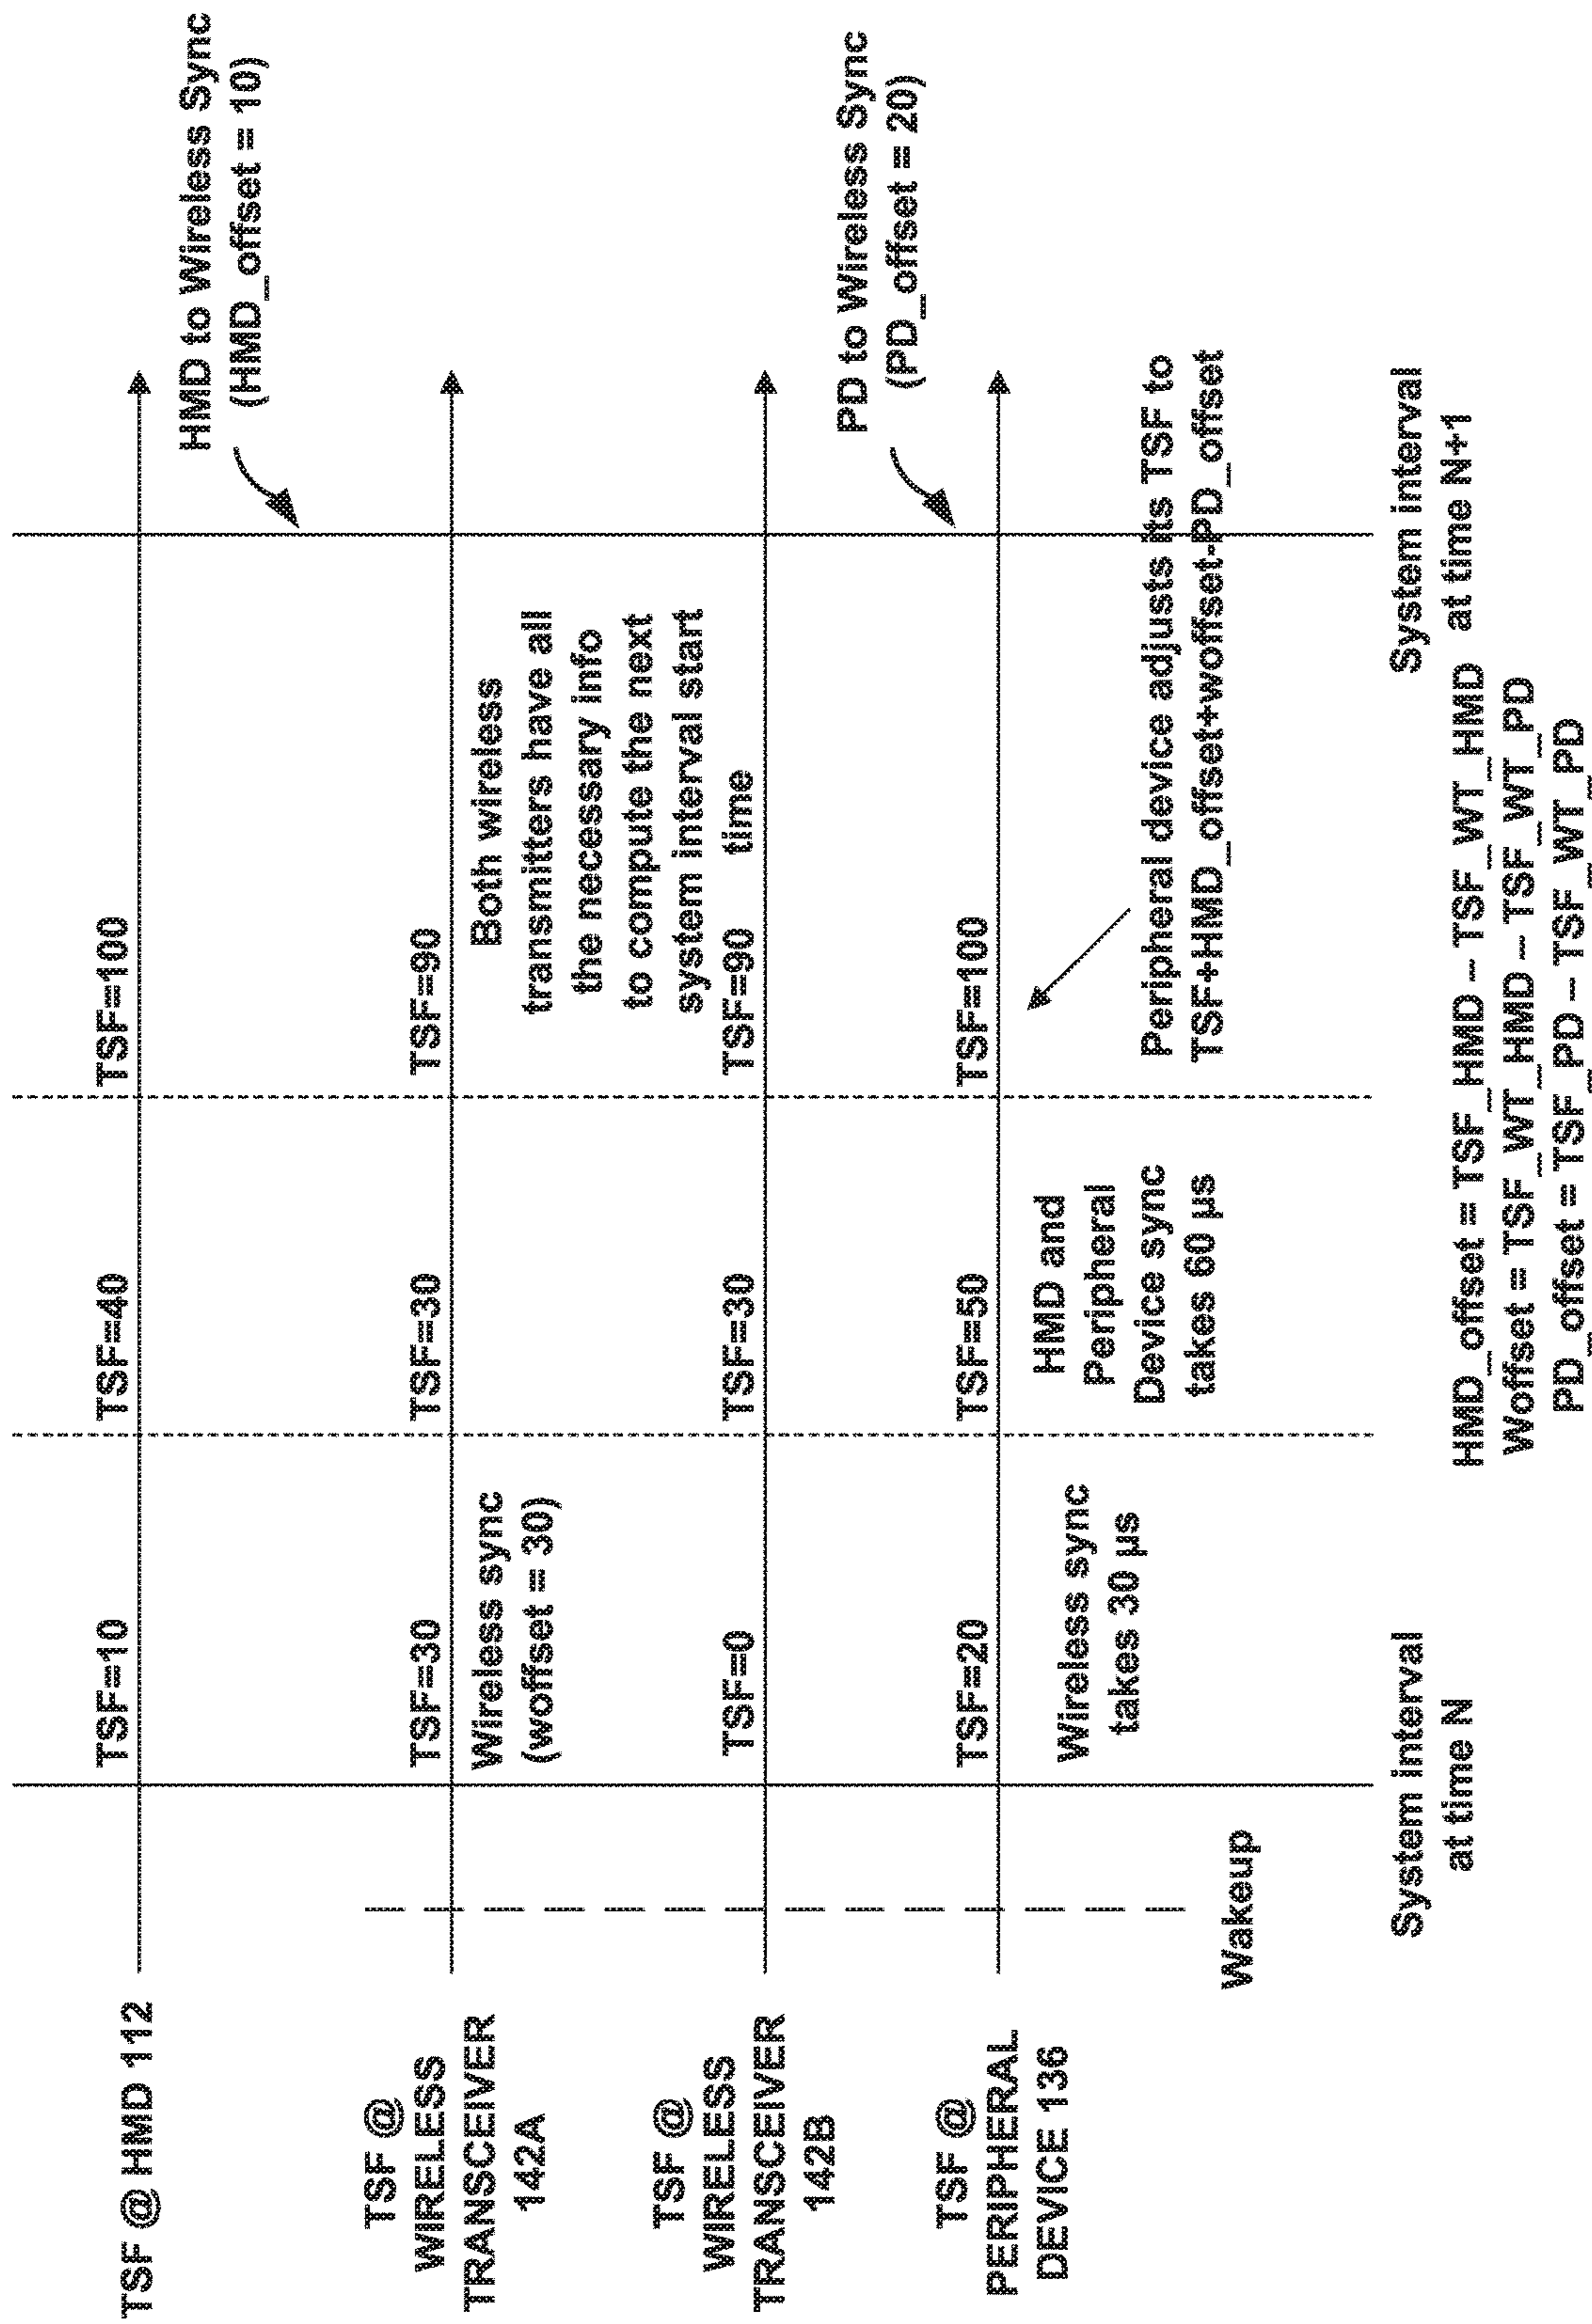 TSF @ HMD 112
TSF=10
TSF=40
TSF=100
HMD to Wireless Sync
(HMD_offset = 10)
TSF @
WIRELESS
TRANSCEIVER
142A
TSF=30
TSF=30
TSF=90
Wireless sync
(woffset = 30)
Both wireless
transmitters have all
the necessary info
to compute the next
system interval start
time
TSF @
WIRELESS
TRANSCEIVER
142B
TSF=0
TSF=30
TSF=90
PD to Wireless Sync
(PD_offset = 20)
TSF @
PERIPHERAL
DEVICE 136
TSF=20
TSF=50
TSF=100
Wireless sync
takes 30 µs
HMD and
Peripheral
Device sync
takes 60 µs
Peripheral device adjusts its TSF to
TSF+HMD_offset+woffset-PD_offset
Wakeup
System interval
at time N
System interval
at time N+1
HMD_offset = TSF_HMD – TSF_WT_HMD
Woffset = TSF_WT_HMD – TSF_WT_PD
PD_offset = TSF_PD – TSF_WT_PD